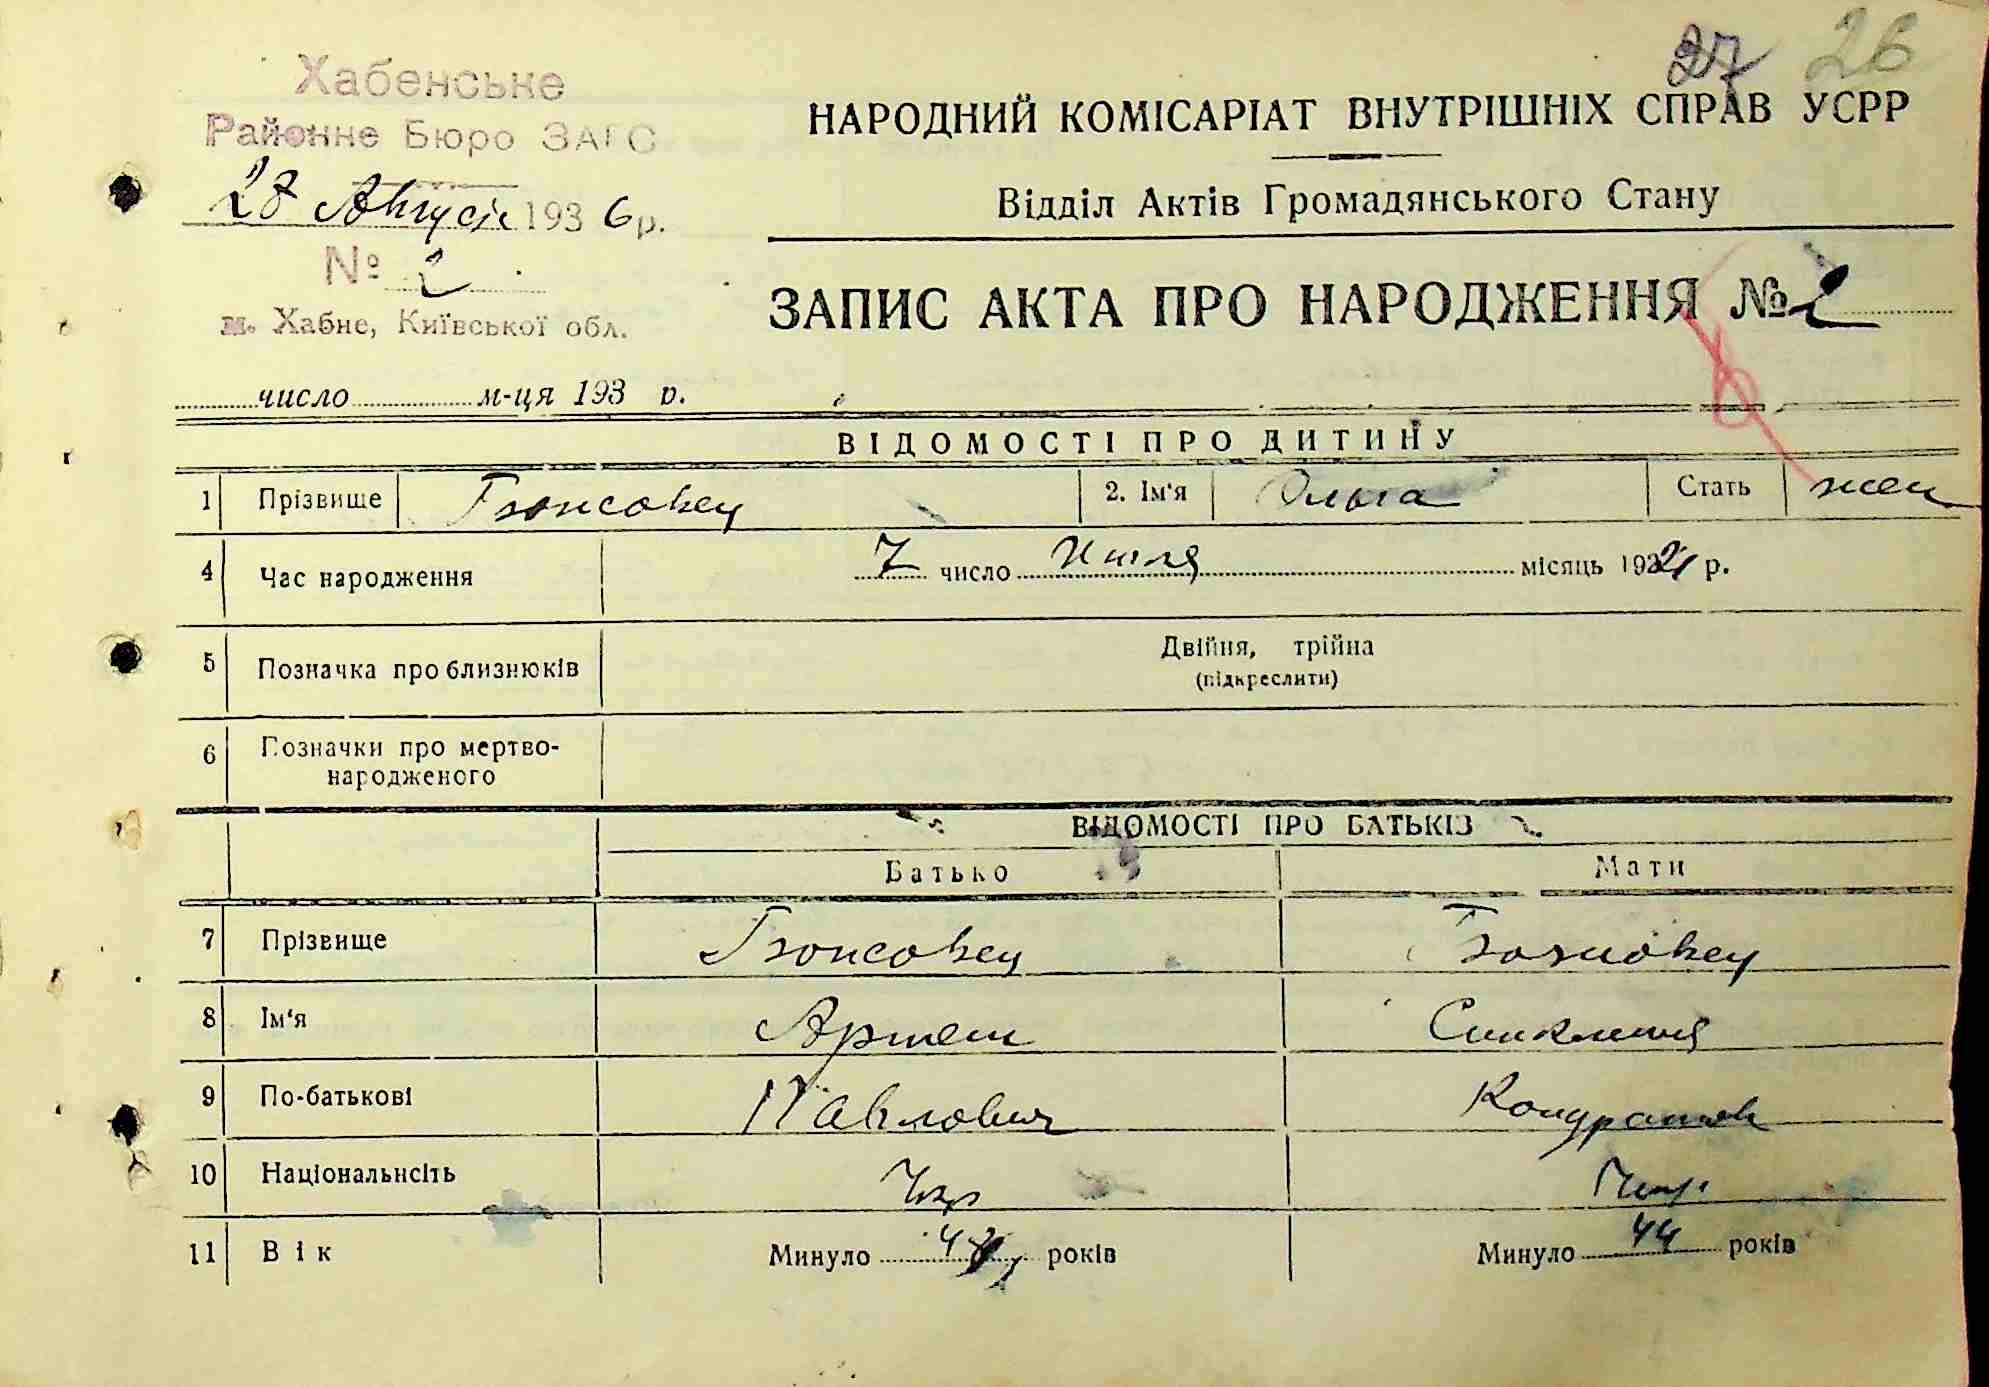 27 26
Хабенське
Районне Бюро ЗАГС
28 Август 1936 р.
№ 2
м. Хабне, Київської обл.
НАРОДНИЙ КОМІСАРІАТ ВНУТРІШНІХ СПРАВ УСРР
Відділ Актів Громадянського Стану
ЗАПИС АКТА ПРО НАРОДЖЕННЯ № 2
число м-ця 193 р.
ВІДОМОСТІ ПРО ДИТИНУ
1 Прізвище 2. Ім'я Ольга Стать жен
4 Час народження 7 число Июля місяць 1921 р.
5 Позначка про близнюків Двійня, трійна
(підкреслити)
6 Позначки про мертво-
народженого
ВІДОМОСТІ ПРО БАТЬКІВ
Батько Мати
7 Прізвище
8 Ім'я Артем
9 По-батькові Павлович Кондратов
10 Національнсіть Укр Укр.
11 Вік Минуло років Минуло 44 років